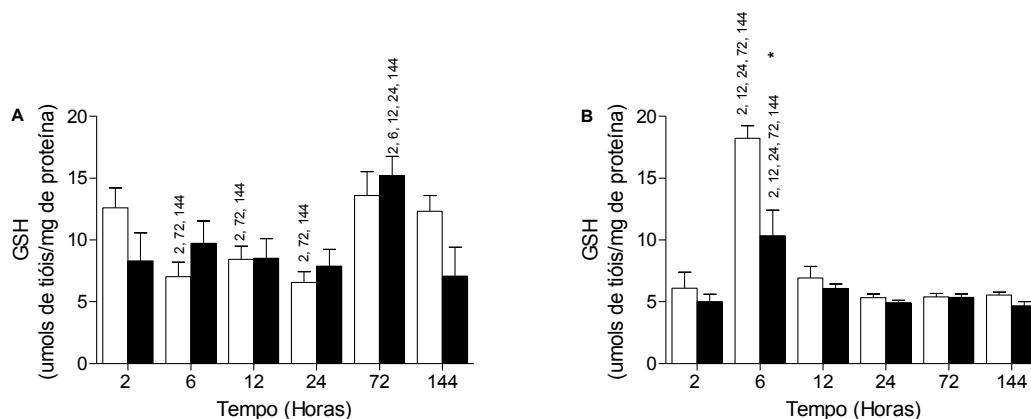 A
GSH
(umols de tióis/mg de proteína)
20
15
10
5
0
2, 72, 144
2, 72, 144
2, 72, 144
2, 6, 12, 24, 144
2
6
12
24
72
144
Tempo (Horas)
B
GSH
(umols de tióis/mg de proteína)
20
15
10
5
0
2, 12, 24, 72, 144
2, 12, 24, 72, 144
*
2
6
12
24
72
144
Tempo (Horas)